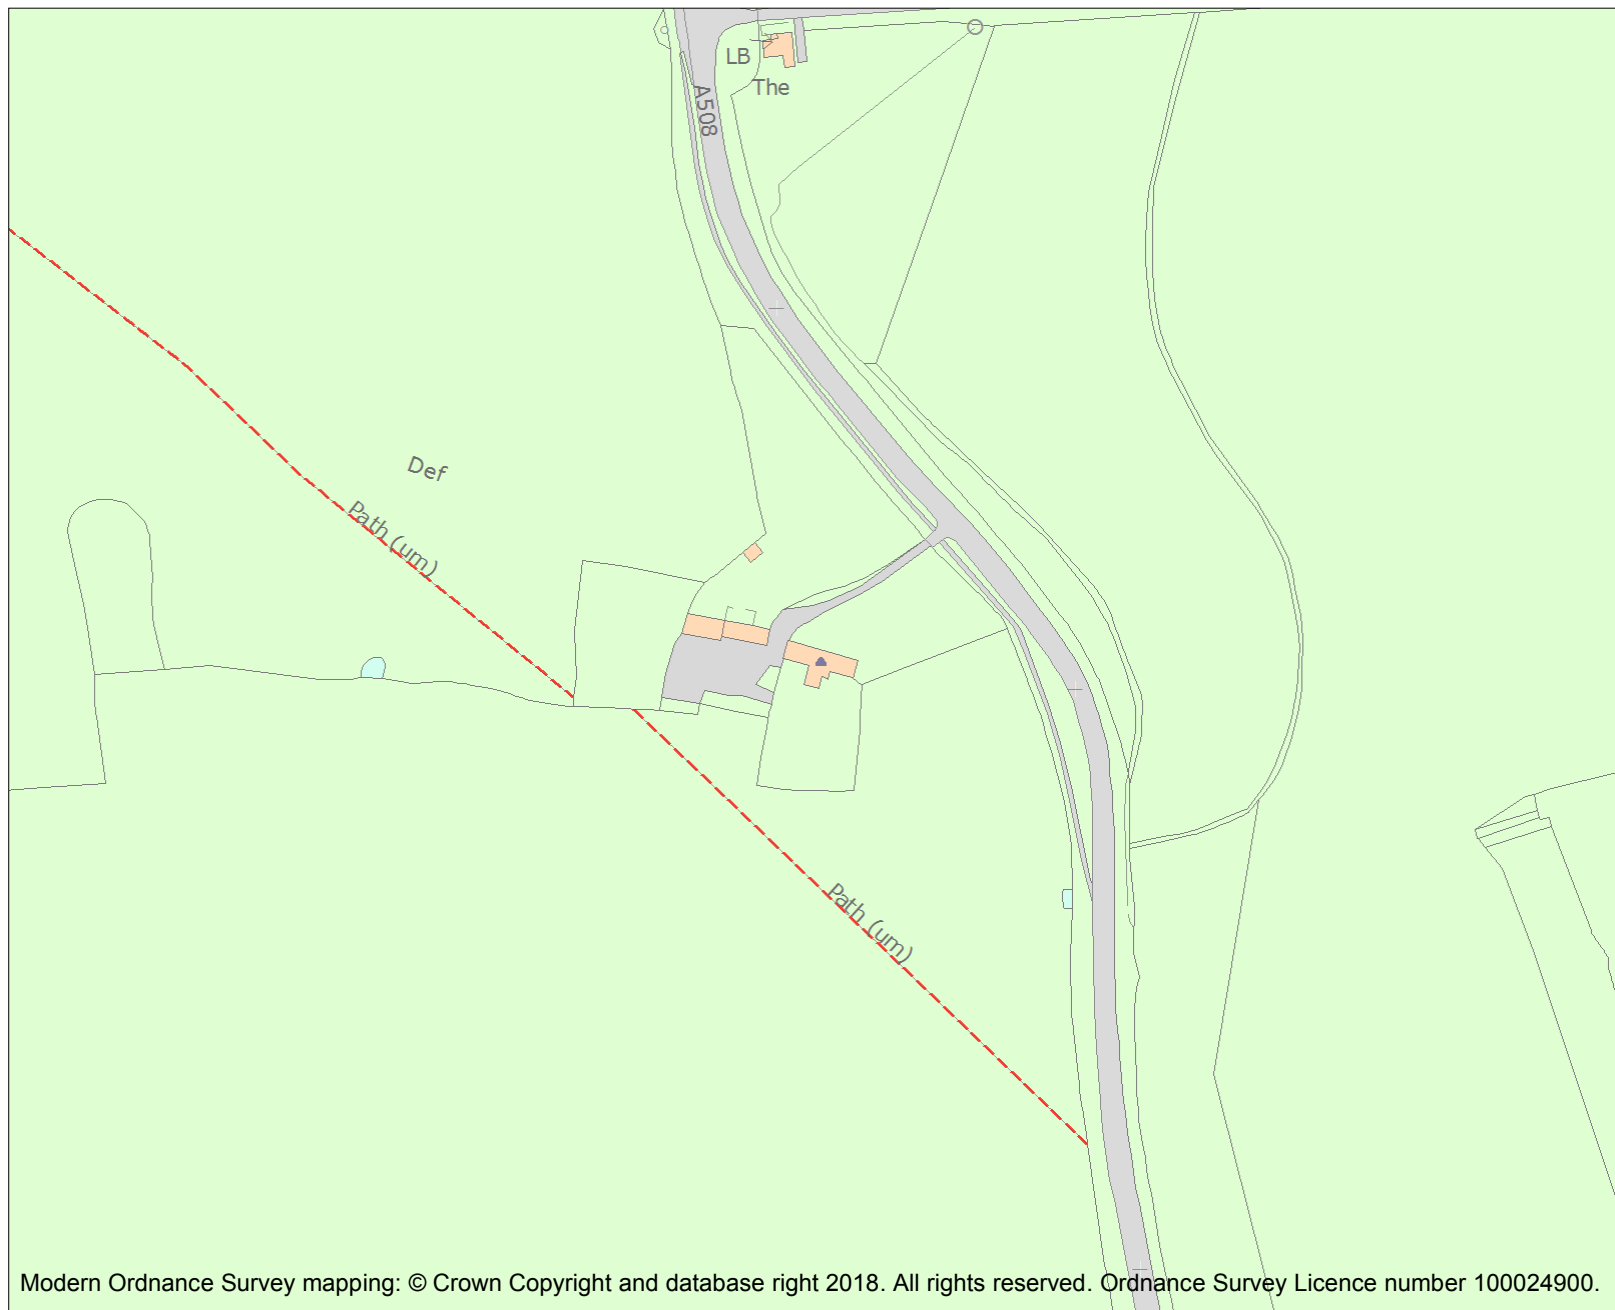 LB
The
A508
Def
Path (um)
Path (um)
Modern Ordnance Survey mapping: © Crown Copyright and database right 2018. All rights reserved. Ordnance Survey Licence number 100024900.